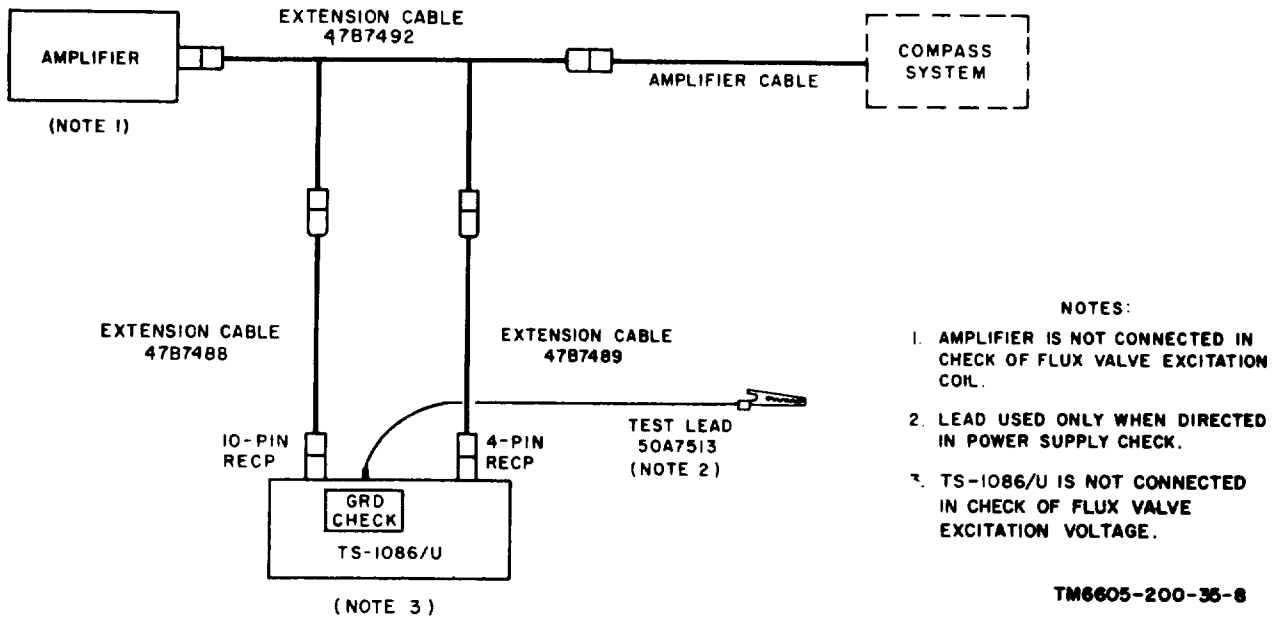 EXTENSION CABLE
47B7492
AMPLIFIER
(NOTE 1)
AMPLIFIER CABLE
COMPASS
SYSTEM
EXTENSION CABLE
47B7488
EXTENSION CABLE
47B7489
10-PIN
RECP
4-PIN
RECP
TEST LEAD
50A7513
(NOTE 2)
GRD
CHECK
TS-1086/U
(NOTE 3)
NOTES:
1. AMPLIFIER IS NOT CONNECTED IN
CHECK OF FLUX VALVE EXCITATION
COIL.
2. LEAD USED ONLY WHEN DIRECTED
IN POWER SUPPLY CHECK.
3. TS-1086/U IS NOT CONNECTED
IN CHECK OF FLUX VALVE
EXCITATION VOLTAGE.
TM6605-200-35-8